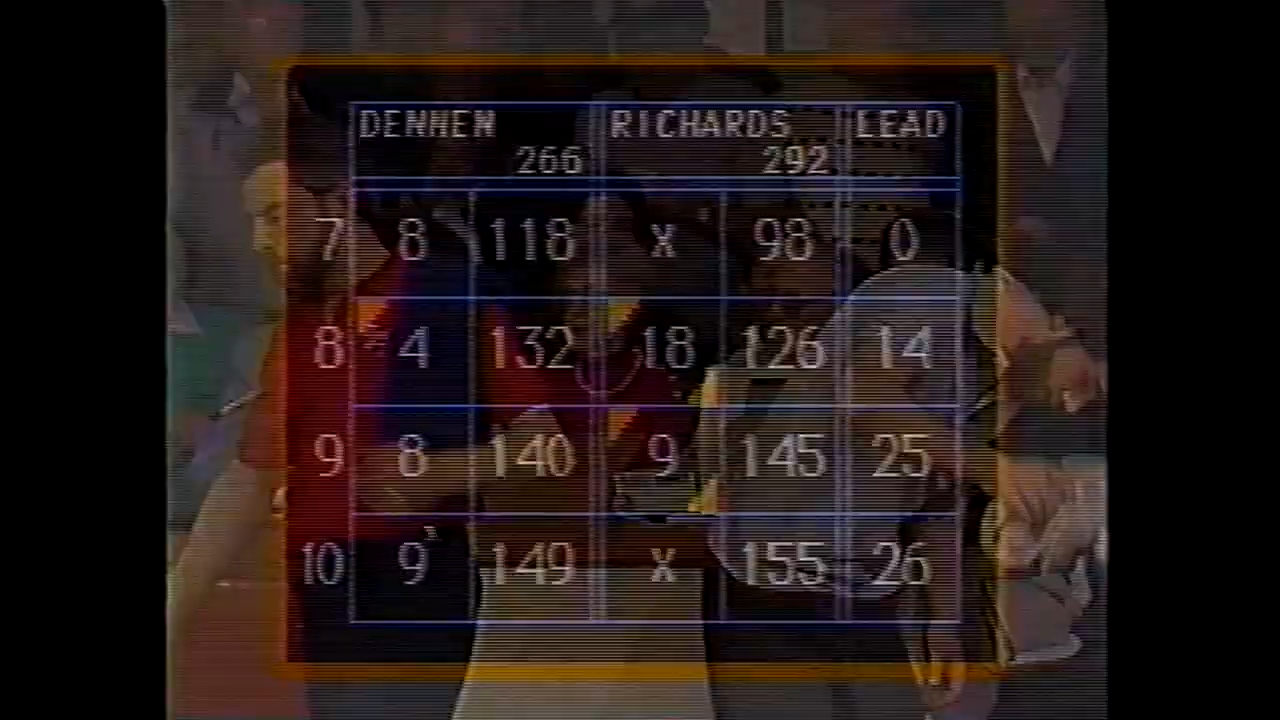 DENHEN RICHARDS LEAD
266 292
7 8 118 X 98 0
8 4 132 18 126 14
9 8 140 9 145 25
10 9 149 X 155 26